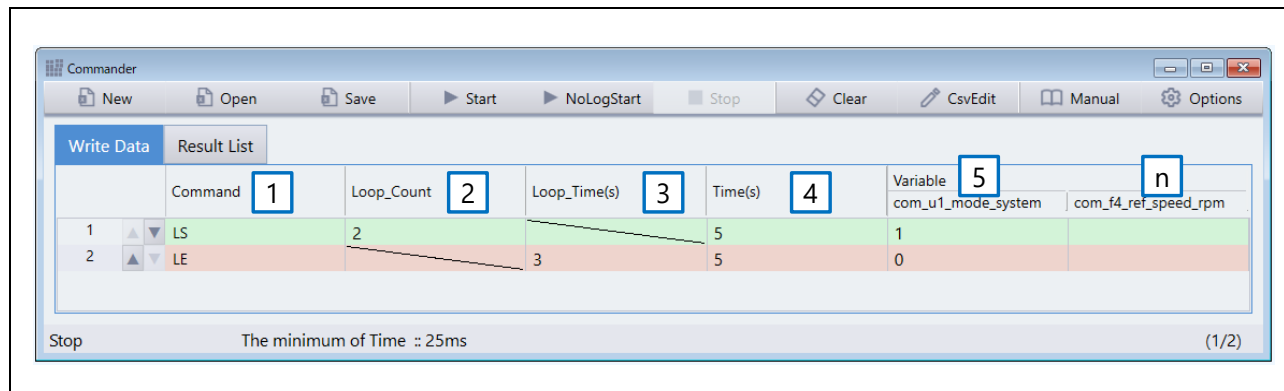 Commander
New Open Save Start NoLogStart Stop Clear CsvEdit Manual Options
Write Data Result List
Command 1 Loop_Count 2 Loop_Time(s) 3 Time(s) 4 Variable 5 n
com_u1_mode_system com_f4_ref_speed_rpm
1 LS 2 5 1
2 LE 3 5 0
Stop The minimum of Time :: 25ms (1/2)